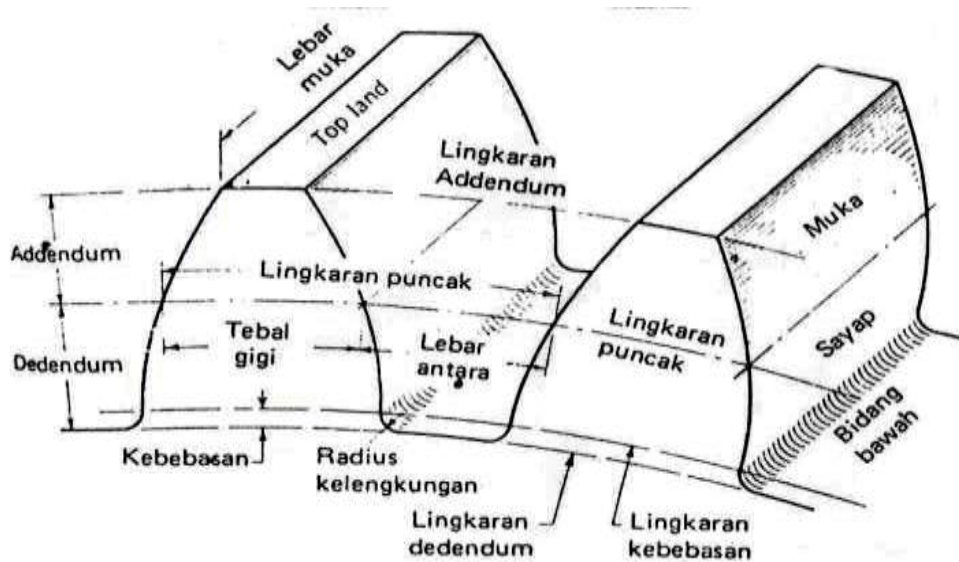 Lebar
muka
Top land
Lingkaran
Addendum
Muka
Addendum
Lingkaran puncak
Lingkaran
puncak
Sayap
Dedendum
Tebal
gigi
Lebar
antara
Bidang
bawah
Kebebasan
Radius
kelengkungan
Lingkaran
dedendum
Lingkaran
kebebasan